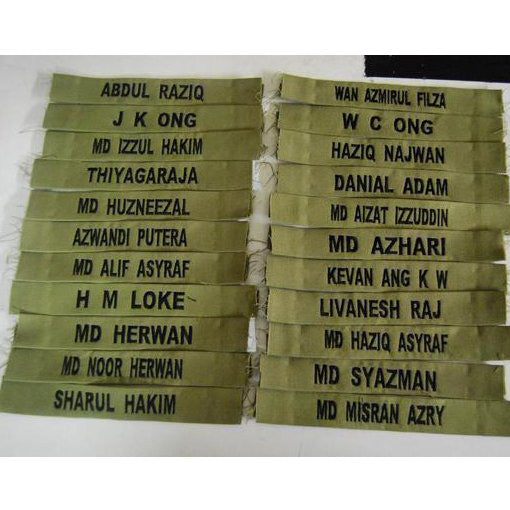 ABDUL RAZIQ
J K ONG
MD IZZUL HAKIM
THIYAGARAJA
MD HUZNEEZAL
AZWANDI PUTERA
MD ALIF ASYRAF
H M LOKE
MD HERWAN
MD NOOR HERWAN
SHARUL HAKIM
WAN AZMIRUL FILZA
W C ONG
HAZIQ NAJWAN
DANIAL ADAM
MD AIZAT IZZUDDIN
MD AZHARI
KEVAN ANG K W
LIVANESH RAJ
MD HAZIQ ASYRAF
MD SYAZMAN
MD MISRAN AZRY